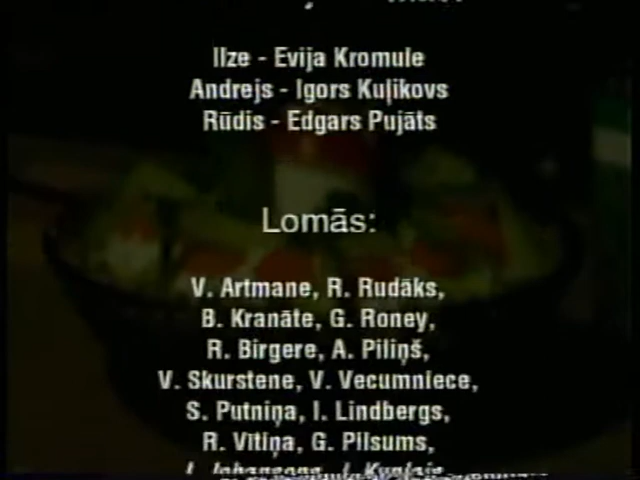 Ilze - Evija Kromule
Andrejs - Igors Kuļikovs
Rūdis - Edgars Pujāts
Lomās:
V. Artmane, R. Rudāks,
B. Kranāte, G. Roney,
R. Birgere, A. Piliņš,
V. Skurstene, V. Vecumniece,
S. Putniņa, I. Lindbergs,
R. Vītiņa, G. Pilsums,